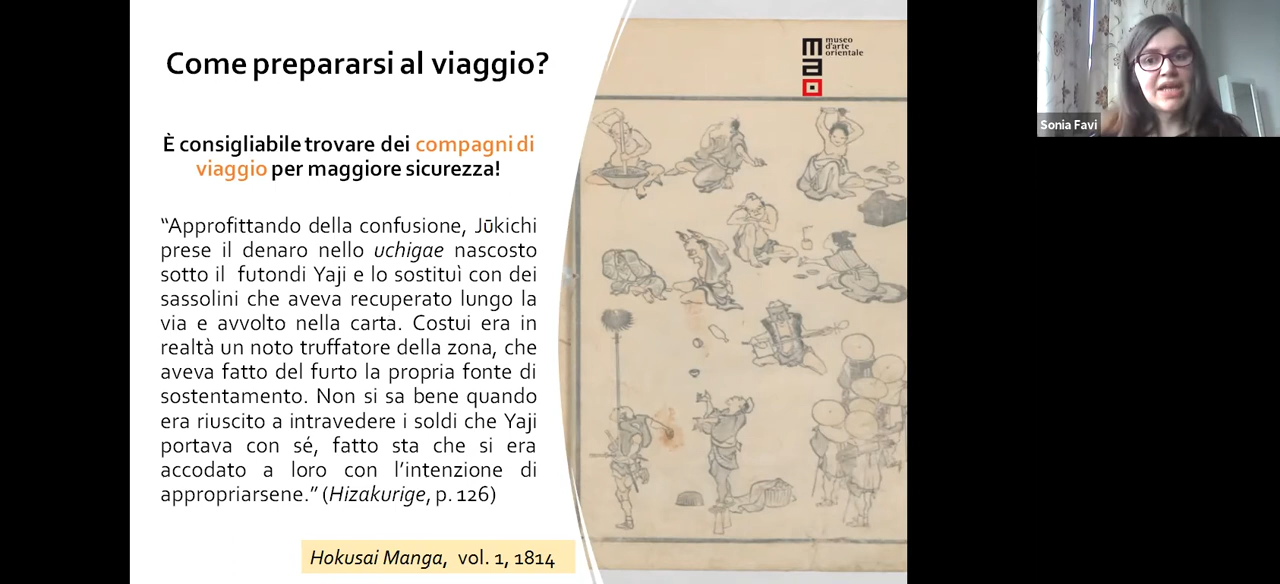 Come prepararsi al viaggio?
È consigliabile trovare dei compagni di
viaggio per maggiore sicurezza!
“Approfittando della confusione, Jūkichi
prese il denaro nello uchigae nascosto
sotto il futondi Yaji e lo sostituì con dei
sassolini che aveva recuperato lungo la
via e avvolto nella carta. Costui era in
realtà un noto truffatore della zona, che
aveva fatto del furto la propria fonte di
sostentamento. Non si sa bene quando
era riuscito a intravedere i soldi che Yaji
portava con sé, fatto sta che si era
accodato a loro con l’intenzione di
appropriarsene.” (Hizakurige, p. 126)
Hokusai Manga, vol. 1, 1814
mao
museo
d'arte
orientale
Sonia Favi